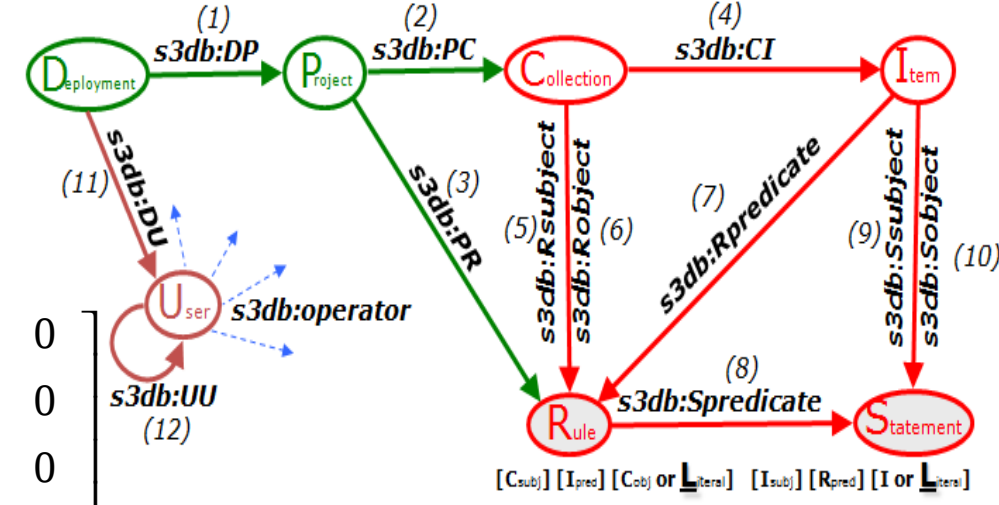 (1) (2) (4)
s3db:DP s3db:PC s3db:CI
Deployment Project Collection Item
(11) s3db:DU
s3db:PR (3)
(5) s3db:Rsubject
s3db:Robject (6)
(7) s3db:Rpredicate
(9) s3db:Ssubject
s3db:Sobject (10)
User
s3db:operator
0
0
0
s3db:UU
(12)
(8)
s3db:Spredicate
Rule Statement
[Csubj] [Ipred] [Cobj or Literal] [Isubj] [Rpred] [I or Literal]